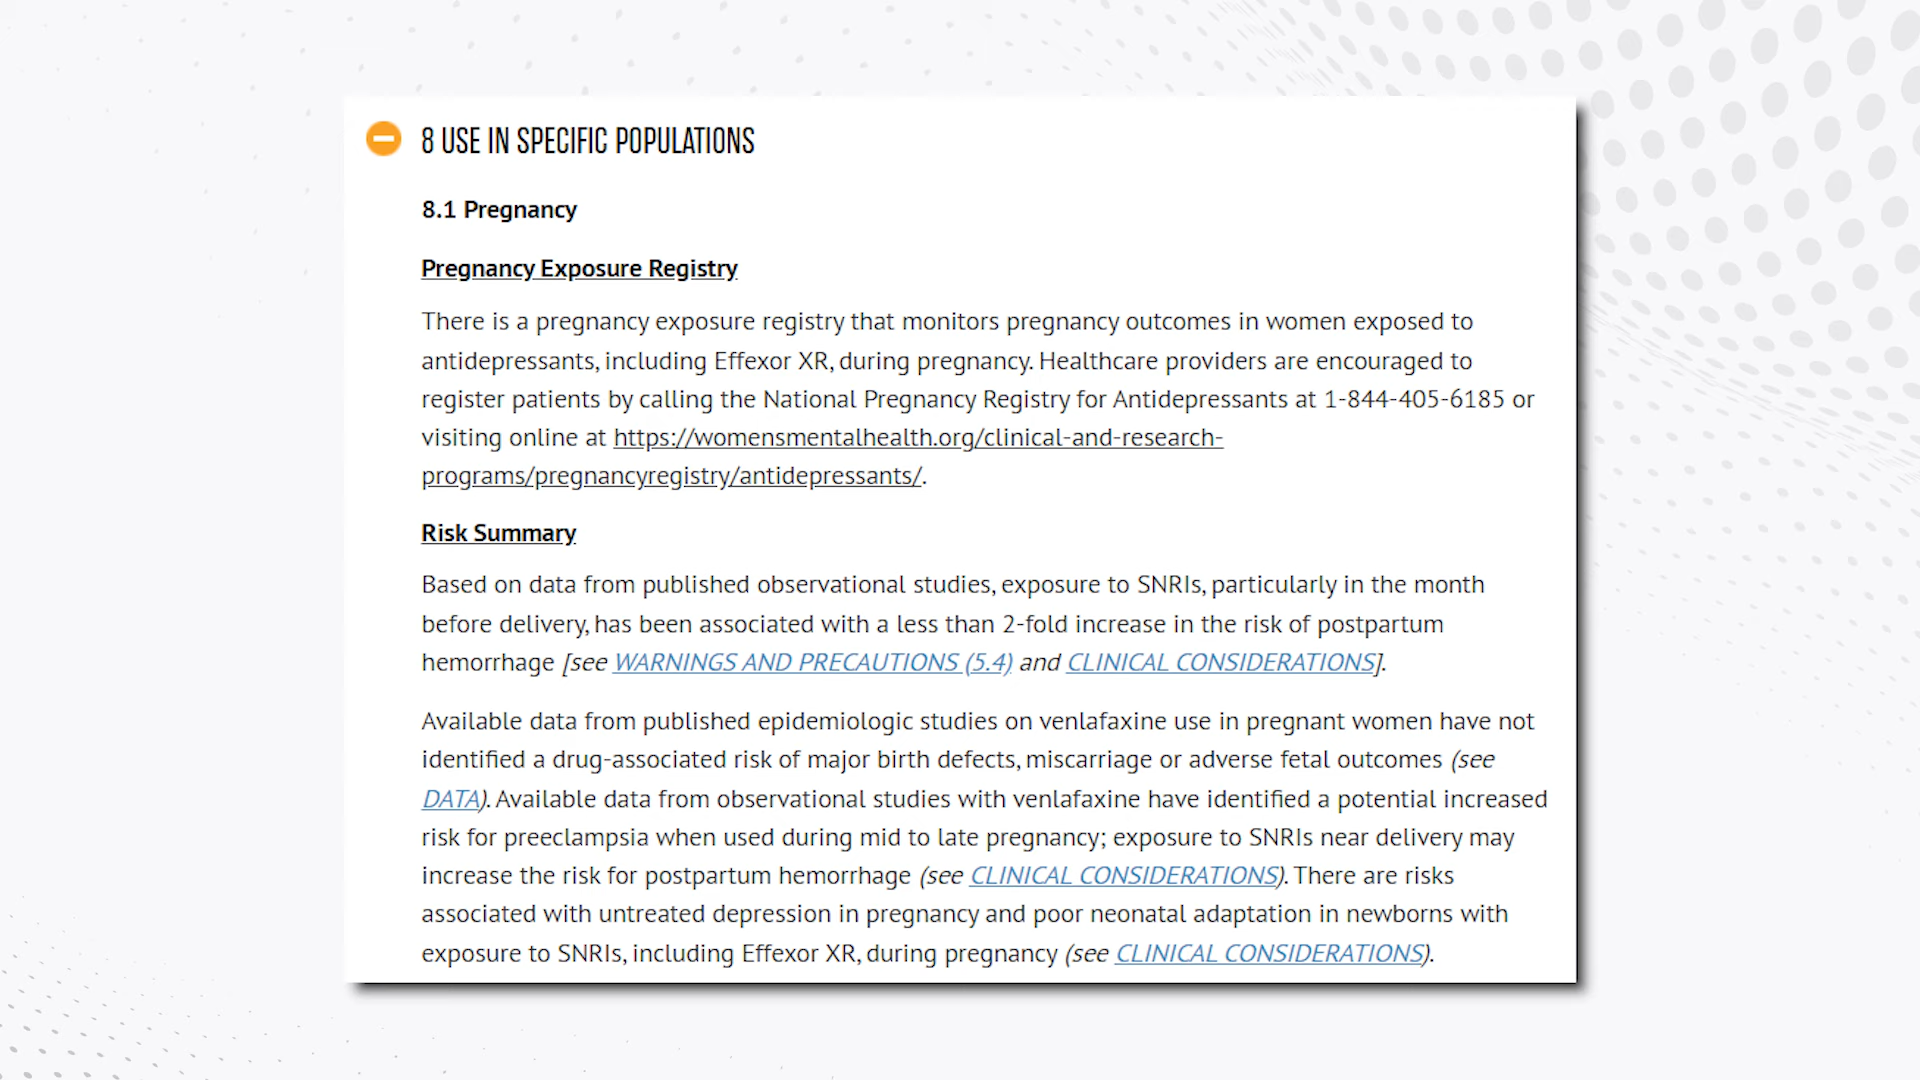 8 USE IN SPECIFIC POPULATIONS
8.1 Pregnancy
Pregnancy Exposure Registry
There is a pregnancy exposure registry that monitors pregnancy outcomes in women exposed to
antidepressants, including Effexor XR, during pregnancy. Healthcare providers are encouraged to
register patients by calling the National Pregnancy Registry for Antidepressants at 1-844-405-6185 or
visiting online at https://womensmentalhealth.org/clinical-and-research-
programs/pregnancyregistry/antidepressants/.
Risk Summary
Based on data from published observational studies, exposure to SNRIs, particularly in the month
before delivery, has been associated with a less than 2-fold increase in the risk of postpartum
hemorrhage [see WARNINGS AND PRECAUTIONS (5.4) and CLINICAL CONSIDERATIONS].
Available data from published epidemiologic studies on venlafaxine use in pregnant women have not
identified a drug-associated risk of major birth defects, miscarriage or adverse fetal outcomes (see
DATA). Available data from observational studies with venlafaxine have identified a potential increased
risk for preeclampsia when used during mid to late pregnancy; exposure to SNRIs near delivery may
increase the risk for postpartum hemorrhage (see CLINICAL CONSIDERATIONS). There are risks
associated with untreated depression in pregnancy and poor neonatal adaptation in newborns with
exposure to SNRIs, including Effexor XR, during pregnancy (see CLINICAL CONSIDERATIONS).